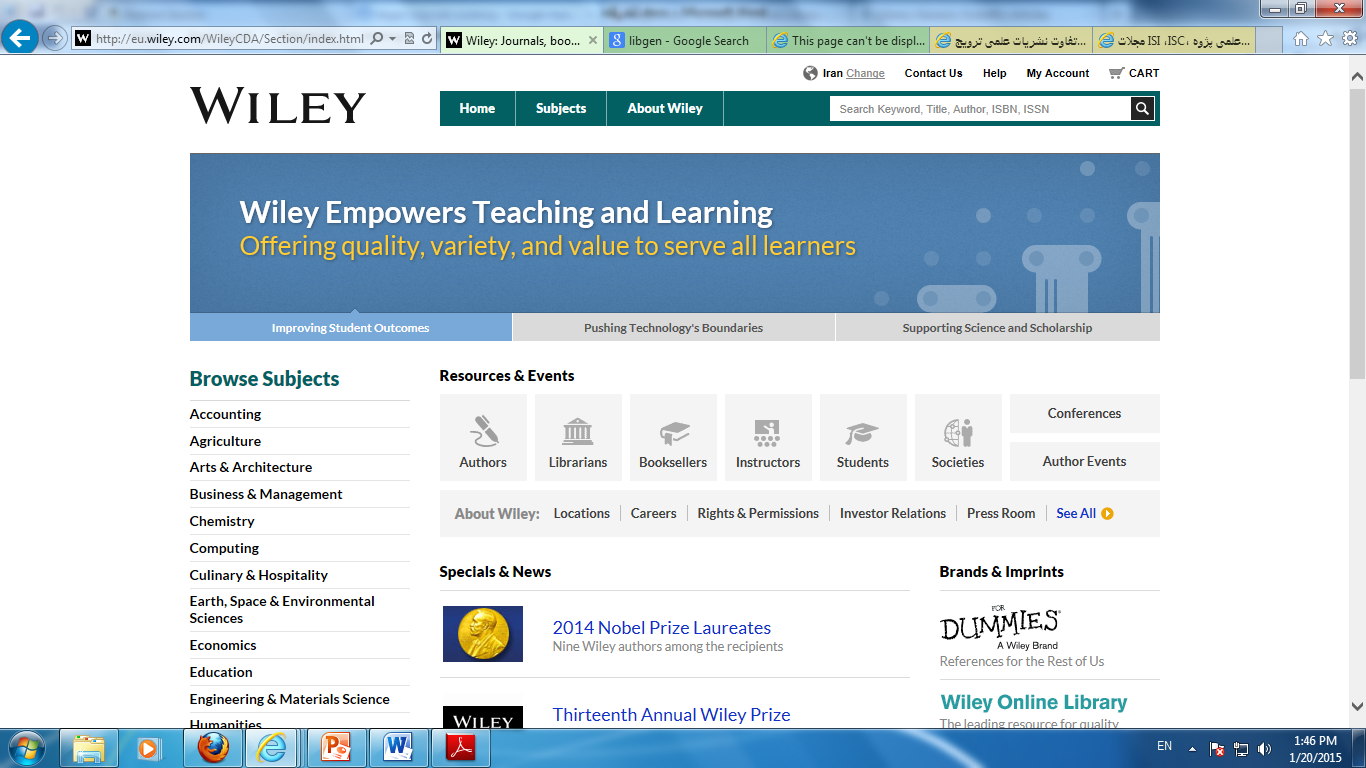 http://eu.wiley.com/WileyCDA/Section/index.html
Wiley: Journals, boo...
libgen - Google Search
This page can't be displ...
تفاوت نشریات علمی ترویج...
مجلات ISI ،ISC، علمی پژوه...
Iran Change
Contact Us
Help
My Account
CART
WILEY
Home
Subjects
About Wiley
Search Keyword, Title, Author, ISBN, ISSN
Wiley Empowers Teaching and Learning
Offering quality, variety, and value to serve all learners
Improving Student Outcomes
Pushing Technology's Boundaries
Supporting Science and Scholarship
Browse Subjects
Accounting
Agriculture
Arts & Architecture
Business & Management
Chemistry
Computing
Culinary & Hospitality
Earth, Space & Environmental
Sciences
Economics
Education
Engineering & Materials Science
Humanities
Resources & Events
Authors
Librarians
Booksellers
Instructors
Students
Societies
Conferences
Author Events
About Wiley:
Locations
Careers
Rights & Permissions
Investor Relations
Press Room
See All
Specials & News
2014 Nobel Prize Laureates
Nine Wiley authors among the recipients
WILEY
Thirteenth Annual Wiley Prize
Brands & Imprints
FOR
DUMMIES
A Wiley Brand
References for the Rest of Us
Wiley Online Library
The leading resource for quality
EN
1:46 PM
1/20/2015